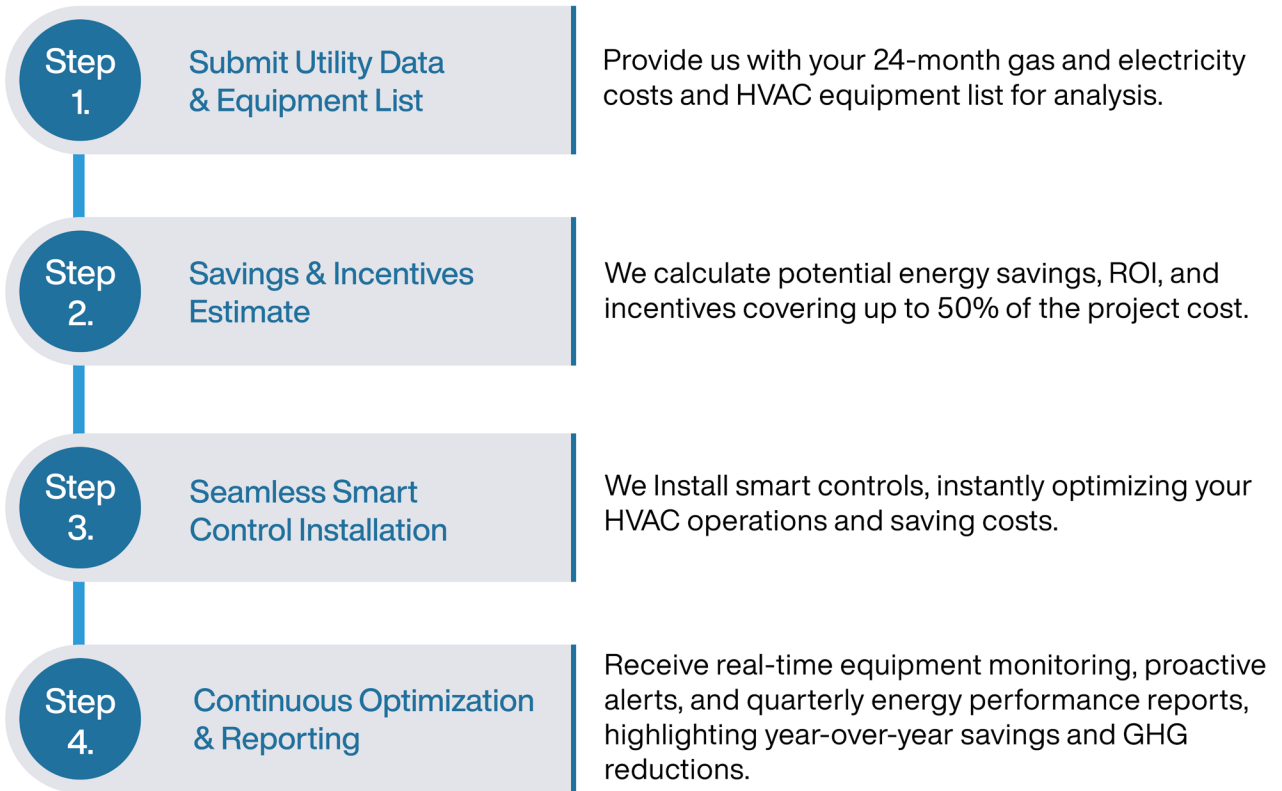 Step
1.
Submit Utility Data
& Equipment List
Provide us with your 24-month gas and electricity
costs and HVAC equipment list for analysis.
Step
2.
Savings & Incentives
Estimate
We calculate potential energy savings, ROI, and
incentives covering up to 50% of the project cost.
Step
3.
Seamless Smart
Control Installation
We Install smart controls, instantly optimizing your
HVAC operations and saving costs.
Step
4.
Continuous Optimization
& Reporting
Receive real-time equipment monitoring, proactive
alerts, and quarterly energy performance reports,
highlighting year-over-year savings and GHG
reductions.